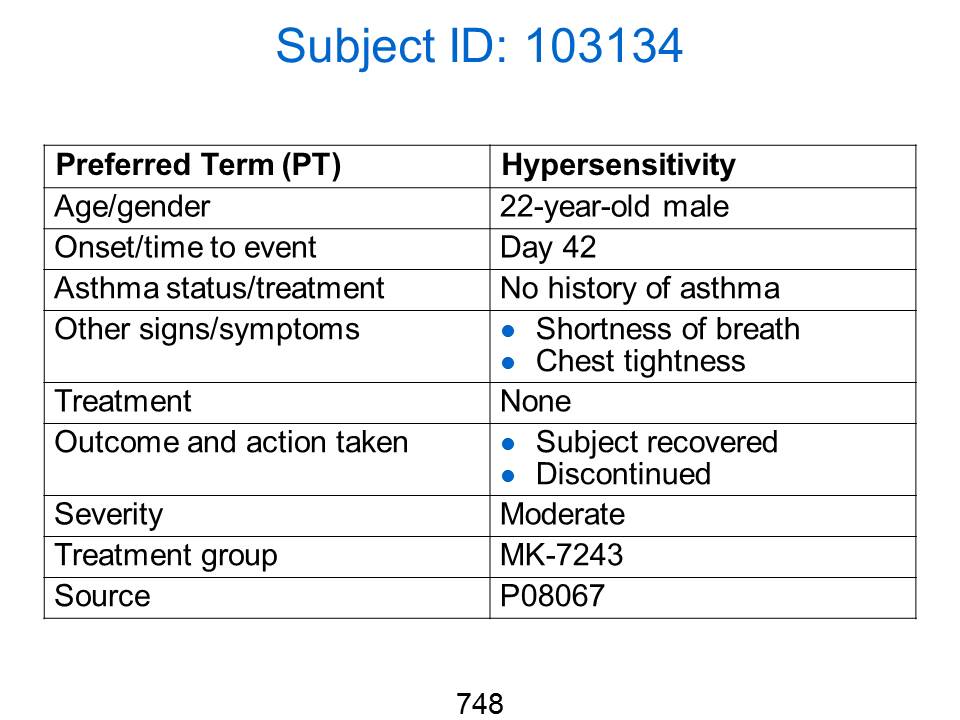 Subject ID: 103134
Preferred Term (PT) Hypersensitivity
Age/gender 22-year-old male
Onset/time to event Day 42
Asthma status/treatment No history of asthma
Other signs/symptoms ● Shortness of breath
● Chest tightness
Treatment None
Outcome and action taken ● Subject recovered
● Discontinued
Severity Moderate
Treatment group MK-7243
Source P08067
748